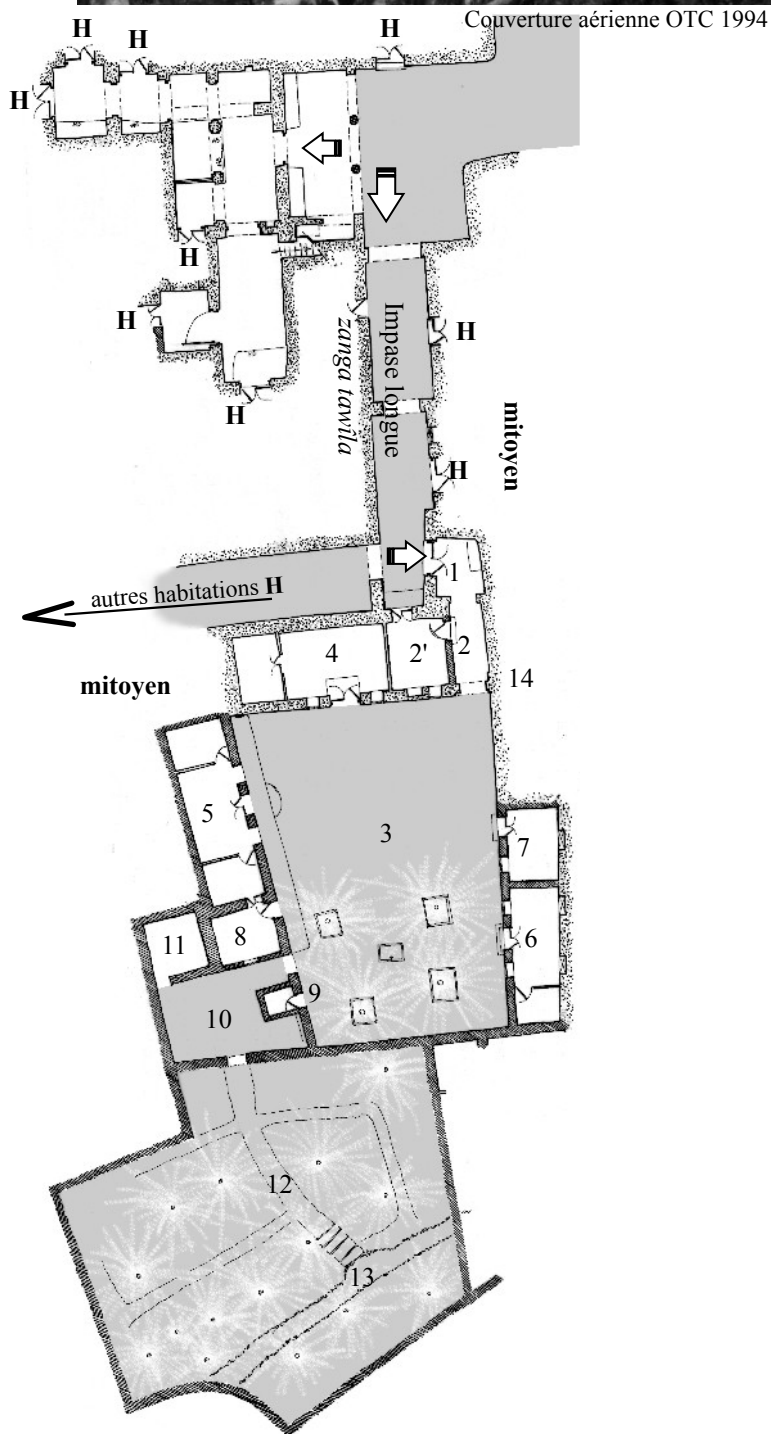 Couverture aérienne OTC 1994
H
H
H
H
H
H
H
Impase longue
zanga tawila
H
mitoyen
H
1
autres habitations H
2
2'
4
14
mitoyen
5
3
7
6
8
11
9
10
12
13